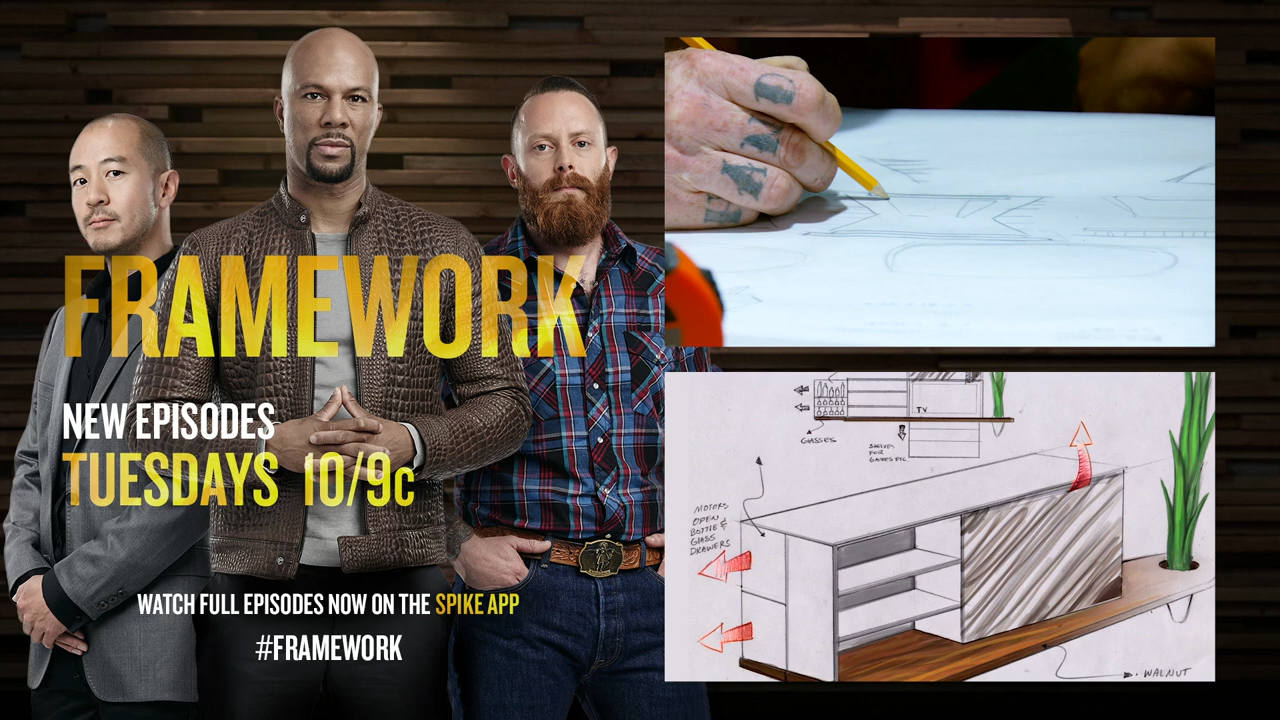 FRAMEWORK
NEW EPISODES
TUESDAYS 10/9c
WATCH FULL EPISODES NOW ON THE SPIKE APP
#FRAMEWORK
TV
GLASSES
SHELVES
FOR
GAMES ETC.
MOTORS
OPEN
BOTTLE &
GLASS
DRAWERS
WALNUT